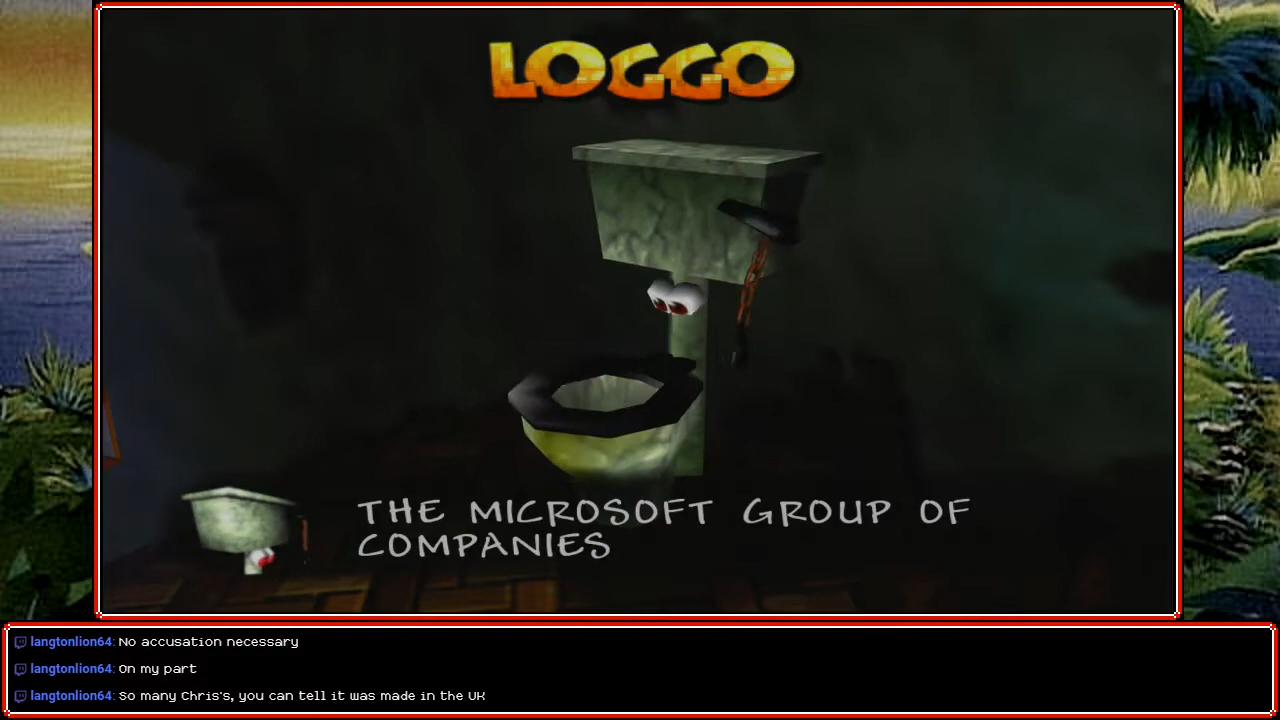 LOGGO
THE MICROSOFT GROUP OF
COMPANIES
langtonlion64: No accusation necessary
langtonlion64: On my part
langtonlion64: So many Chris's, you can tell it was made in the UK